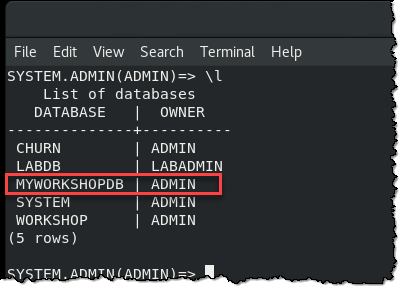 File Edit View Search Terminal Help
SYSTEM.ADMIN(ADMIN)=> \l
List of databases
DATABASE | OWNER
--------------+----------
CHURN | ADMIN
LABDB | LABADMIN
MYWORKSHOPDB | ADMIN
SYSTEM | ADMIN
WORKSHOP | ADMIN
(5 rows)
SYSTEM.ADMIN(ADMIN)=>